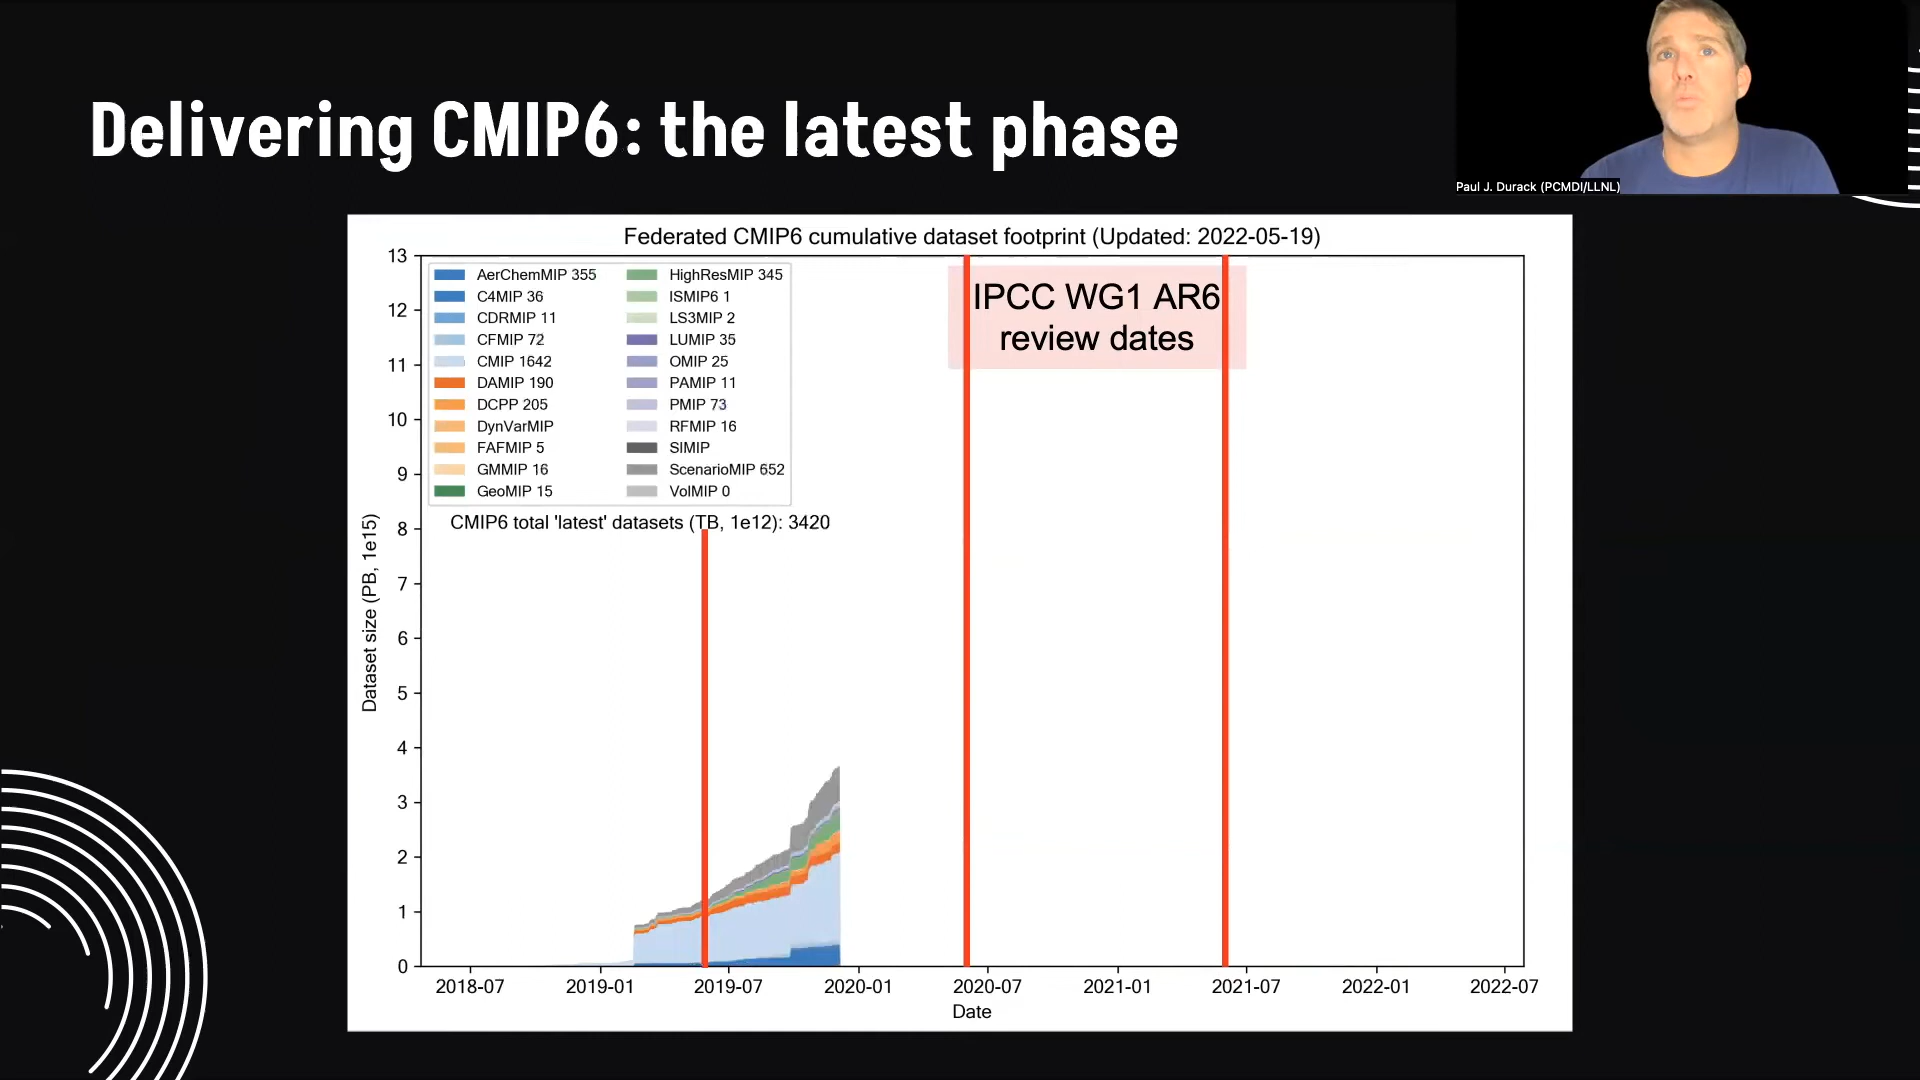 Delivering CMIP6: the latest phase
Paul J. Durack (PCMDI/LLNL)
Federated CMIP6 cumulative dataset footprint (Updated: 2022-05-19)
IPCC WG1 AR6
review dates
AerChemMIP 355
C4MIP 36
CDRMIP 11
CFMIP 72
CMIP 1642
DAMIP 190
DCPP 205
DynVarMIP
FAFMIP 5
GMMIP 16
GeoMIP 15
HighResMIP 345
ISMIP6 1
LS3MIP 2
LUMIP 35
OMIP 25
PAMIP 11
PMIP 73
RFMIP 16
SIMIP
ScenarioMIP 652
VolMIP 0
CMIP6 total 'latest' datasets (TB, 1e12): 3420
Dataset size (PB, 1e15)
13
12
11
10
9
8
7
6
5
4
3
2
1
0
2018-07
2019-01
2019-07
2020-01
2020-07
2021-01
2021-07
2022-01
2022-07
Date